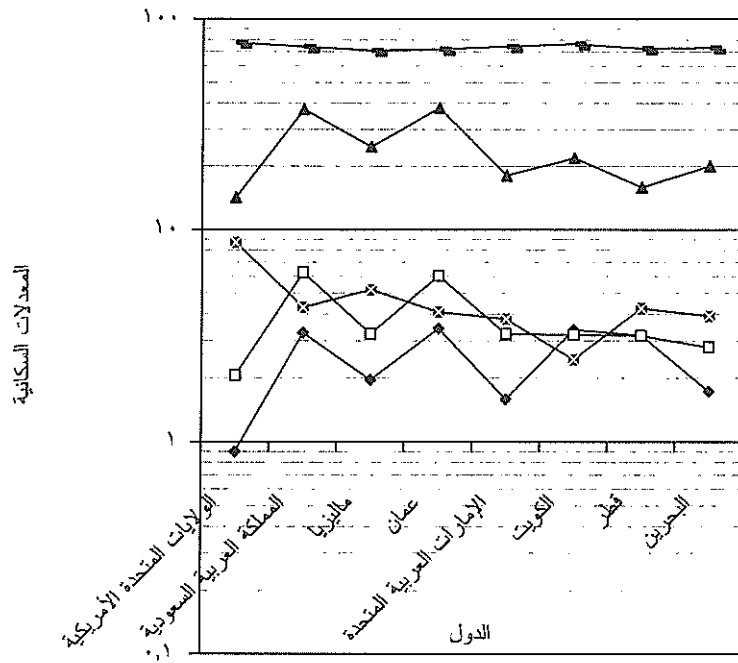 ١٠٠
١٠
١
٠,١
المعدلات السكانية
الولايات المتحدة الأمريكية
المملكة العربية السعودية
ماليزيا
عمان
الإمارات العربية المتحدة
الكويت
قطر
البحرين
الدول